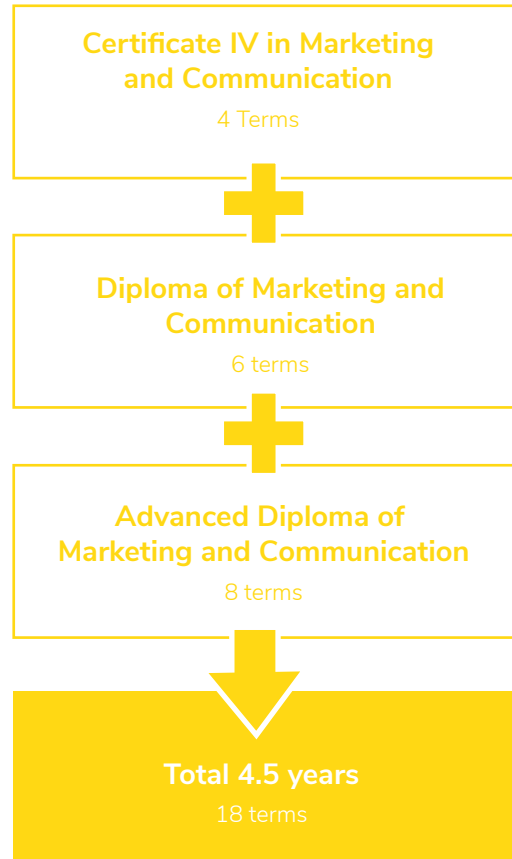 Certificate IV in Marketing
and Communication
4 Terms
Diploma of Marketing and
Communication
6 terms
Advanced Diploma of
Marketing and Communication
8 terms
Total 4.5 years
18 terms